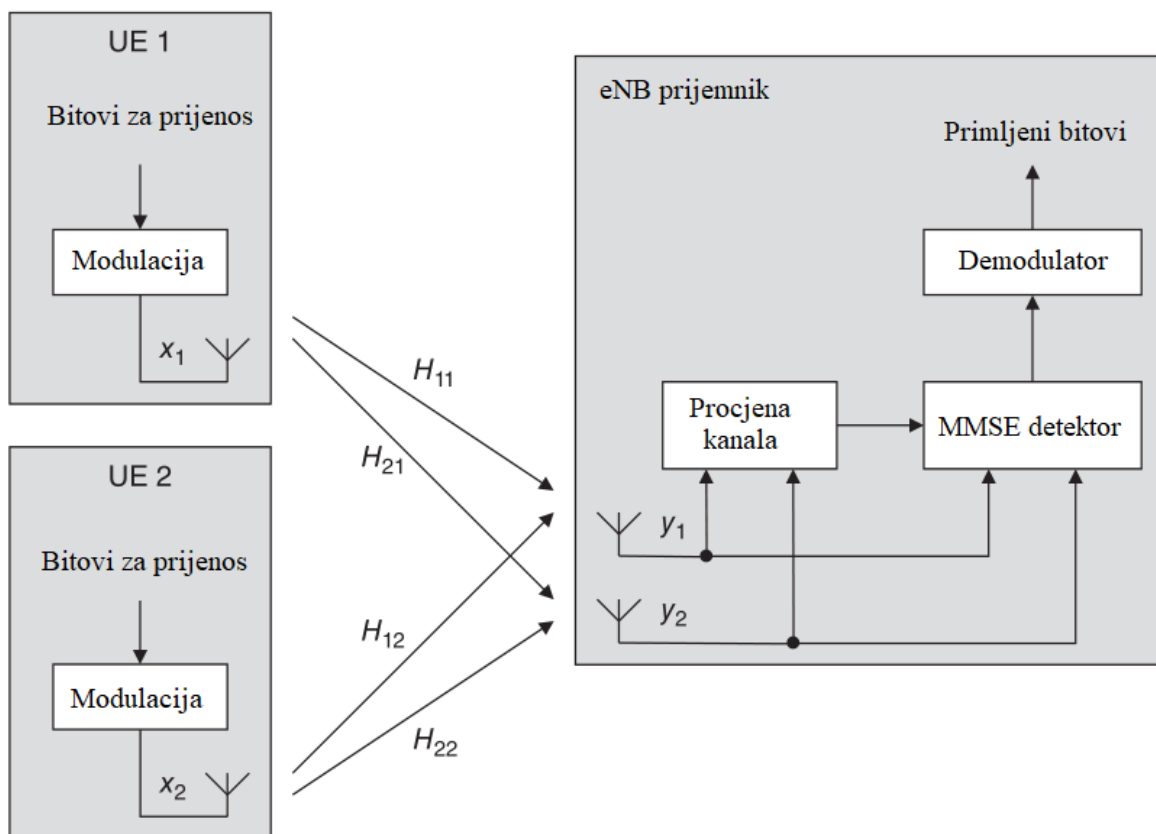 UE 1
Bitovi za prijenos
Modulacija
x1
UE 2
Bitovi za prijenos
Modulacija
x2
H11
H21
H12
H22
eNB prijemnik
Primljeni bitovi
Demodulator
Procjena
kanala
MMSE detektor
y1
y2